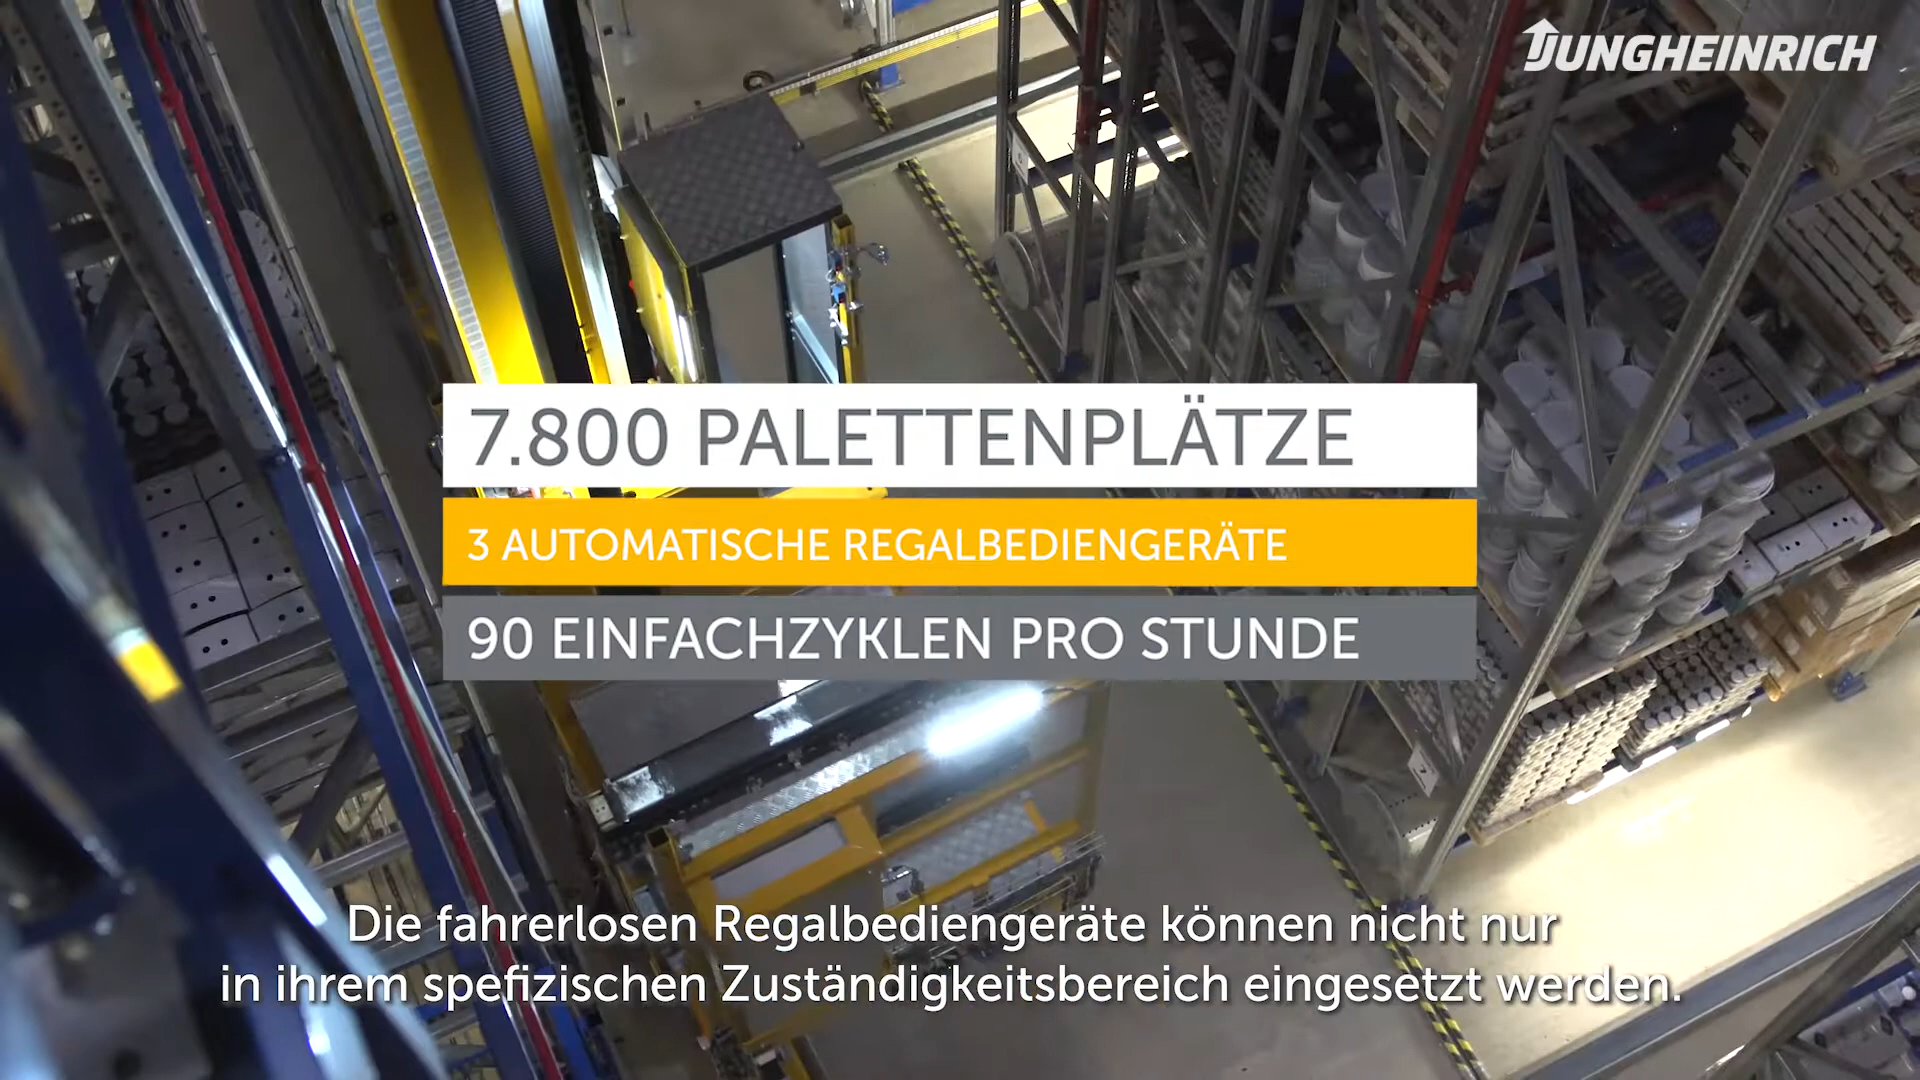 JUNGHEINRICH
7.800 PALETTENPLÄTZE
3 AUTOMATISCHE REGALBEDIENGERÄTE
90 EINFACHZYKLEN PRO STUNDE
Die fahrerlosen Regalbediengeräte können nicht nur
in ihrem spefizischen Zuständigkeitsbereich eingesetzt werden.